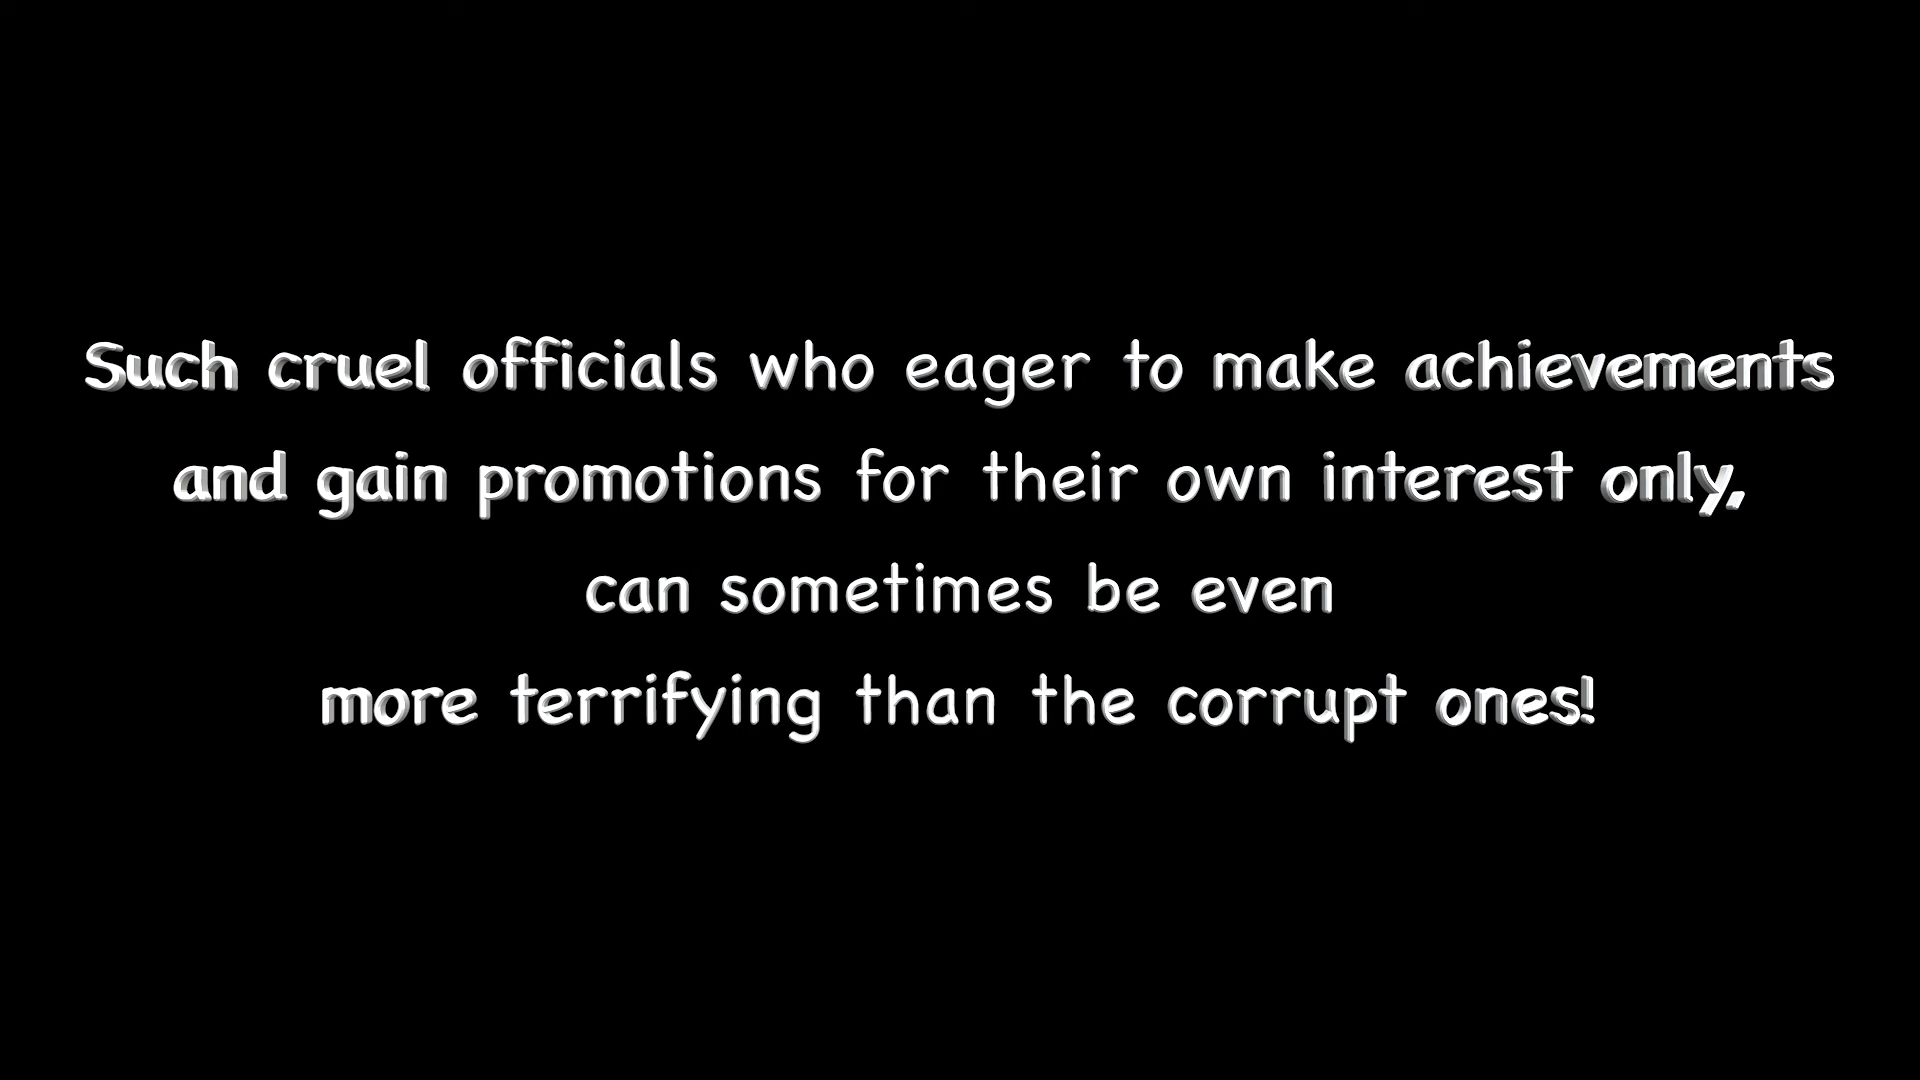 Such cruel officials who eager to make achievements
and gain promotions for their own interest only,
can sometimes be even
more terrifying than the corrupt ones!